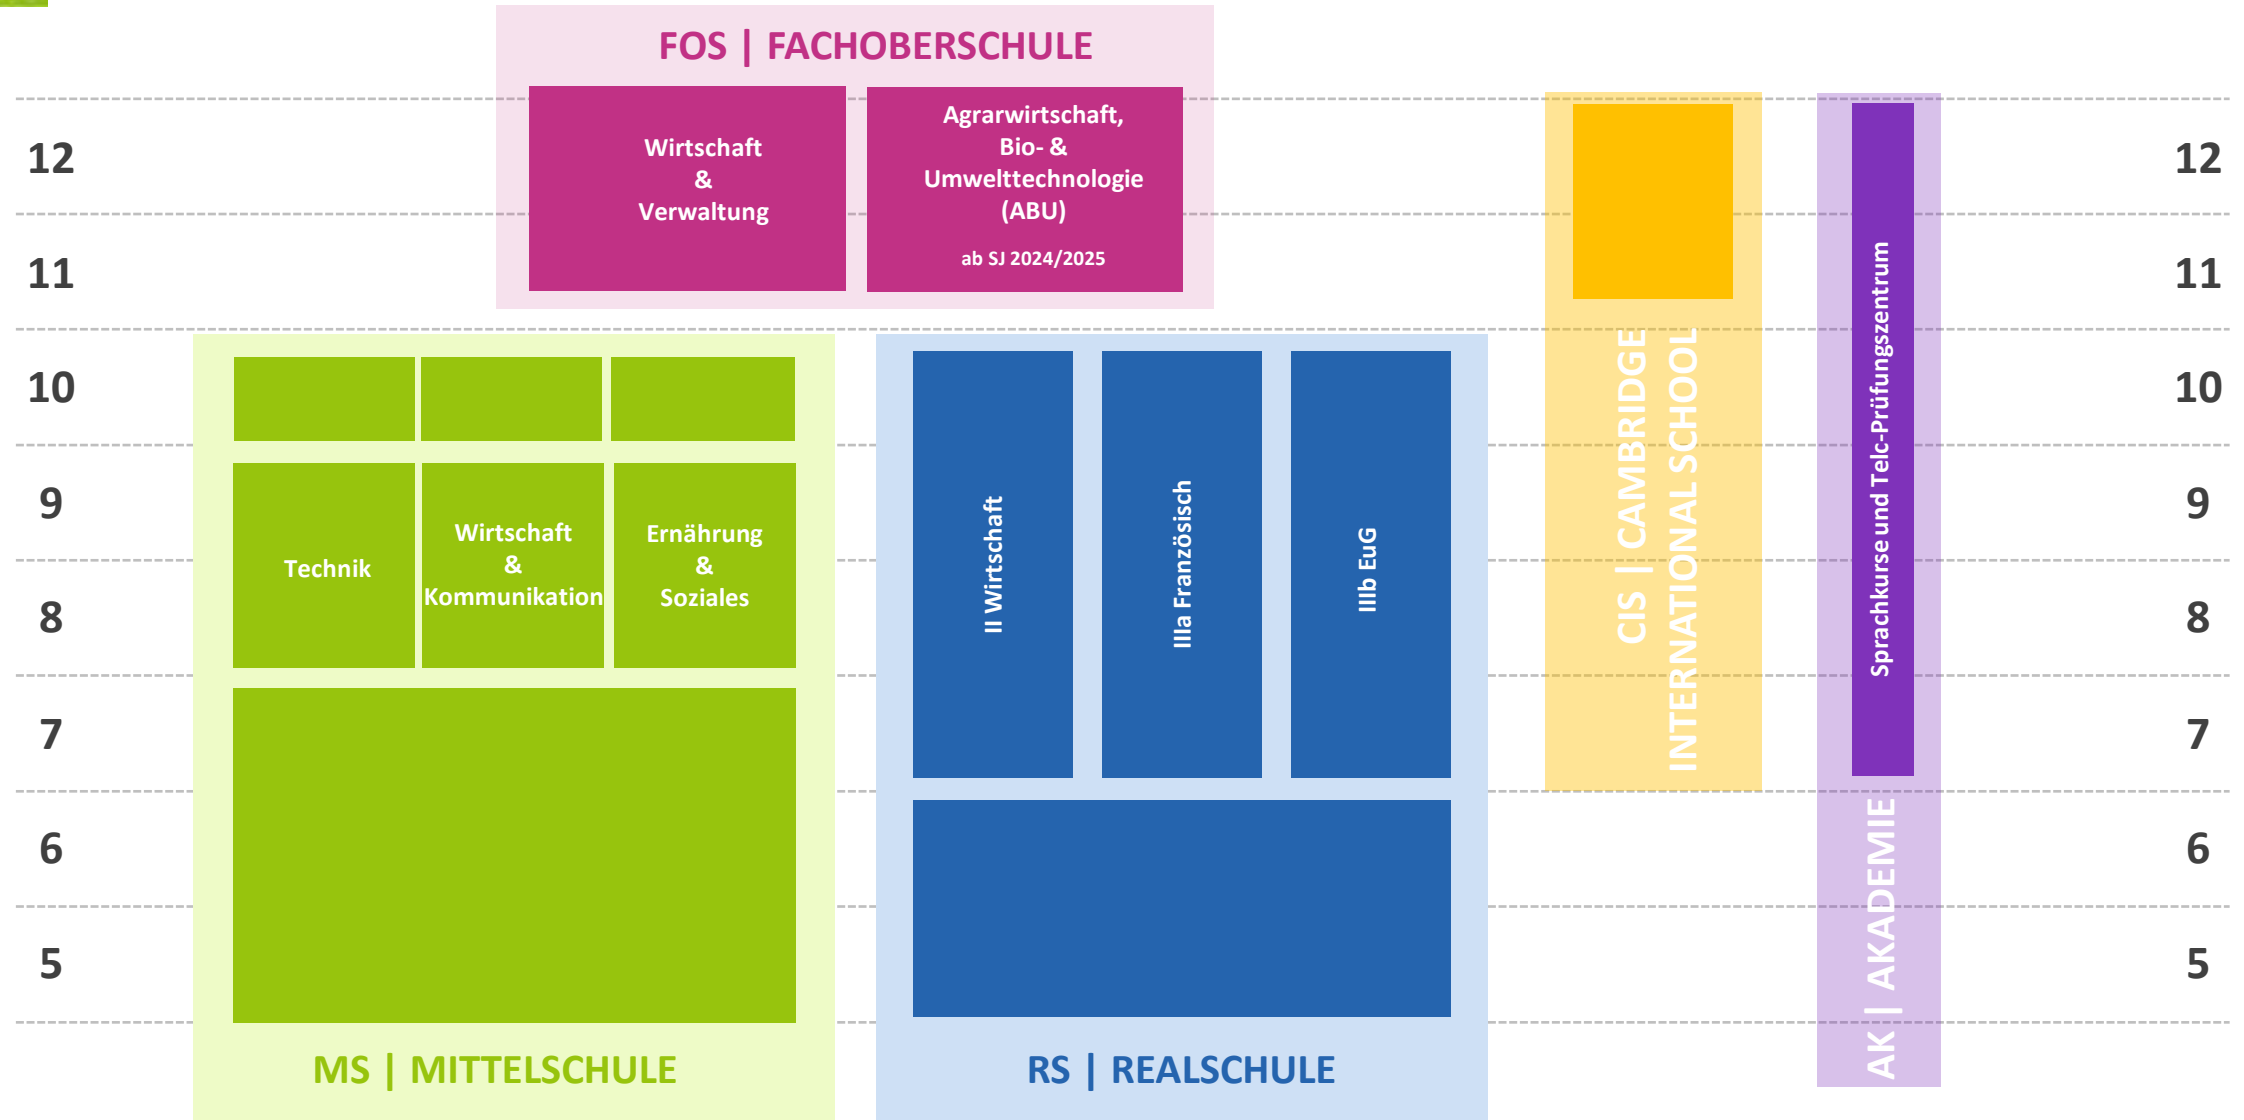 FOS | FACHOBERSCHULE
Wirtschaft
&
Verwaltung
Agrarwirtschaft,
Bio- &
Umwelttechnologie
(ABU)
ab SJ 2024/2025
12
11
10
9
8
7
6
5
Technik
Wirtschaft
&
Kommunikation
Ernährung
&
Soziales
MS | MITTELSCHULE
II Wirtschaft
IIIa Französisch
IIIb EuG
RS | REALSCHULE
CIS | CAMBRIDGE
INTERNATIONAL SCHOOL
Sprachkurse und Telc-Prüfungszentrum
AK | AKADEMIE
12
11
10
9
8
7
6
5